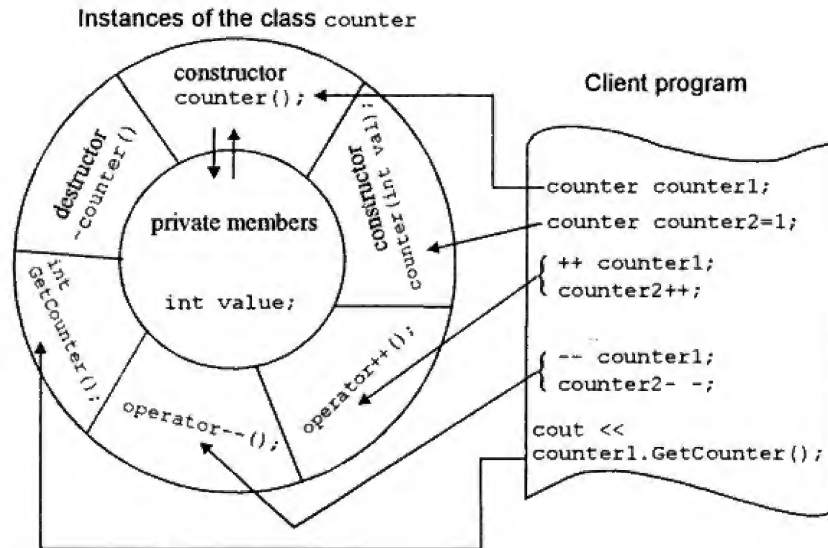 Instances of the class counter
constructor
counter();
constructor
counter(int val);
destructor
~counter()
private members
int value;
int
GetCounter();
operator--();
operator++();
Client program
counter counter1;
counter counter2=1;
{ ++ counter1;
{ counter2++;
{ -- counter1;
{ counter2- -;
cout <<
counter1.GetCounter();